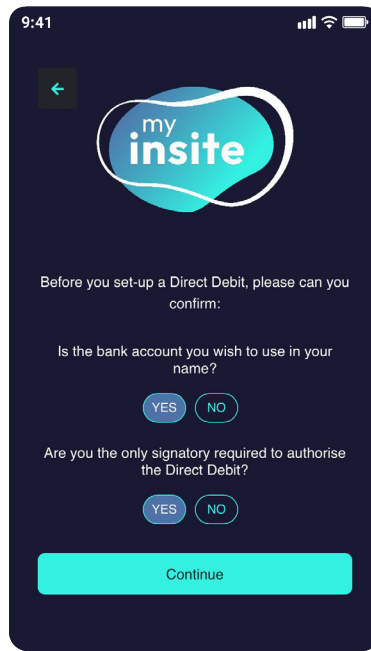 9:41
my
insite
Before you set-up a Direct Debit, please can you
confirm:
Is the bank account you wish to use in your
name?
YES NO
Are you the only signatory required to authorise
the Direct Debit?
YES NO
Continue